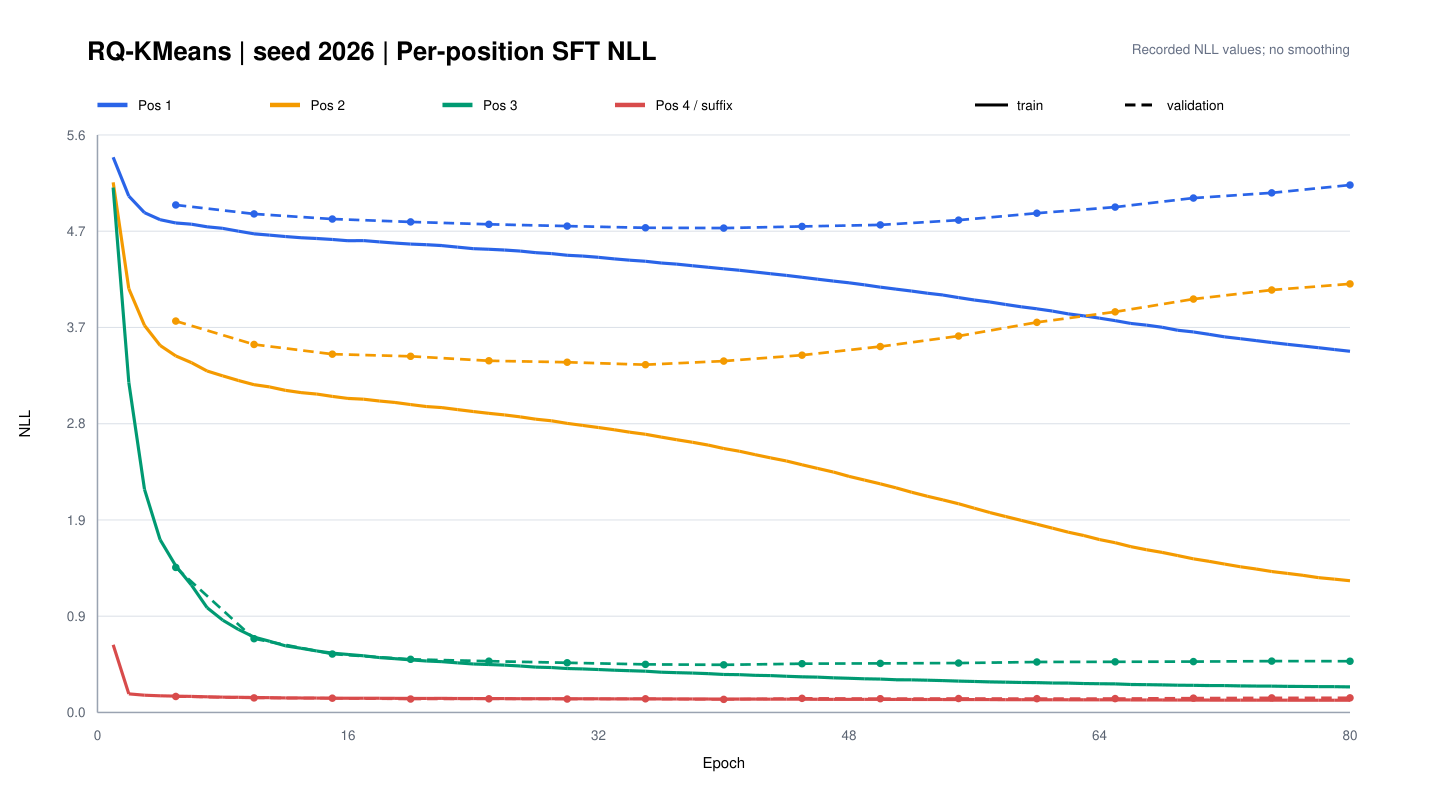 RQ-KMeans | seed 2026 | Per-position SFT NLL
Recorded NLL values; no smoothing
Pos 1 Pos 2 Pos 3 Pos 4 / suffix train validation
5.6
4.7
3.7
2.8
1.9
0.9
0.0
NLL
0 16 32 48 64 80
Epoch